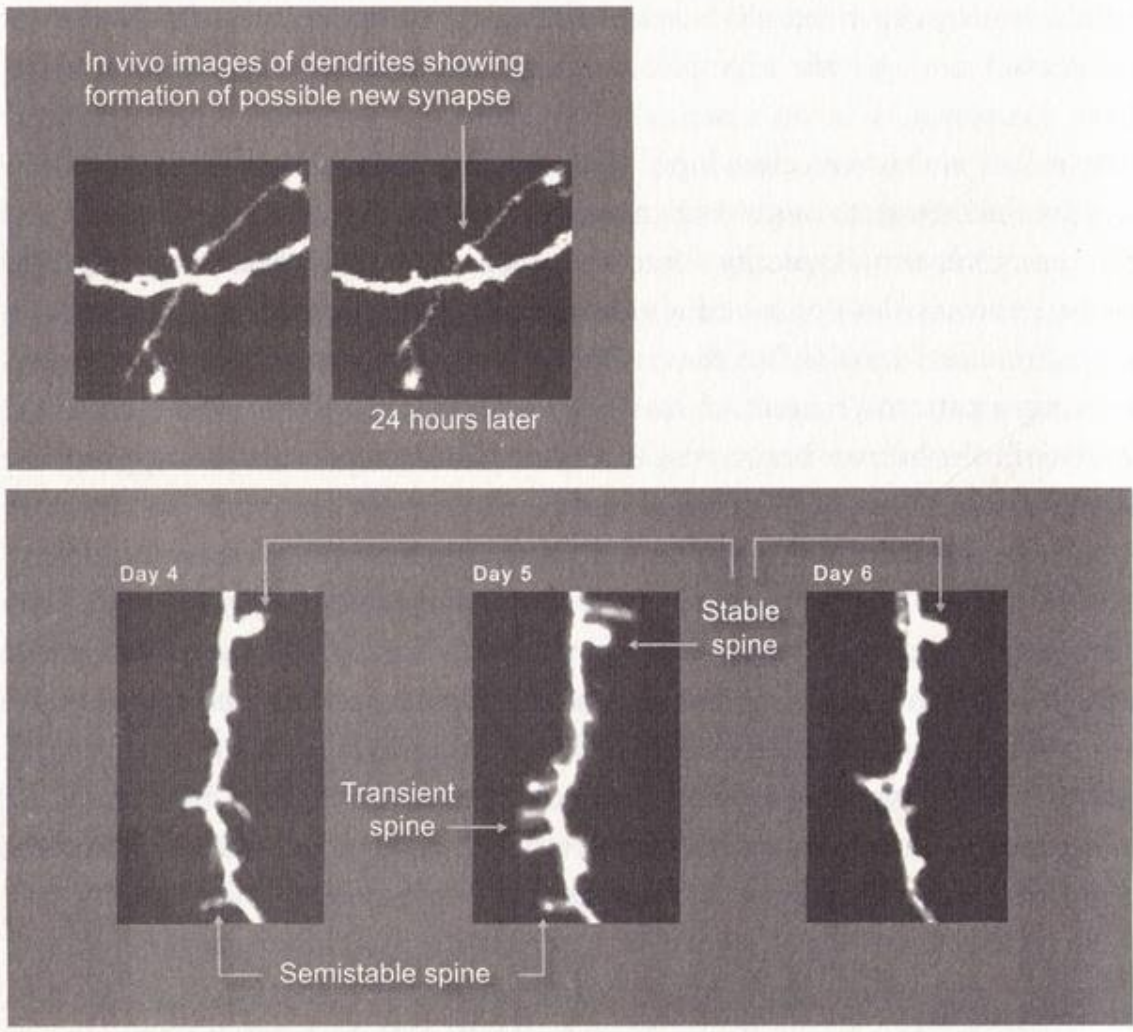 In vivo images of dendrites showing
formation of possible new synapse
24 hours later
Day 4
Day 5
Day 6
Stable
spine
Transient
spine
Semistable spine